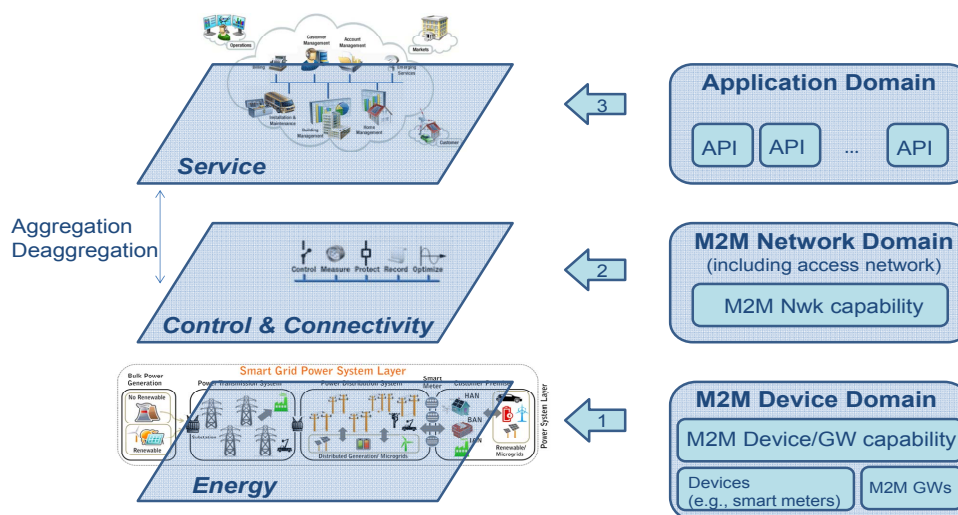 Operations
Customer
Management
Account
Management
Markets
Billing
Emerging
Services
Installation &
Maintenance
Building
Management
Home
Management
Customer
Service
3
Application Domain
API
API
...
API
Aggregation
Deaggregation
Control
Measure
Protect
Record
Optimize
Control & Connectivity
2
M2M Network Domain
(including access network)
M2M Nwk capability
Smart Grid Power System Layer
Bulk Power
Generation
Power Transmission System
Power Distribution System
Smart
Meter
Customer Premise
No Renewable
Renewable
Substation
HAN
BAN
IAN
Renewable/
Microgrids
Distributed Generation/ Microgrids
Power System Layer
Energy
1
M2M Device Domain
M2M Device/GW capability
Devices
(e.g., smart meters)
M2M GWs